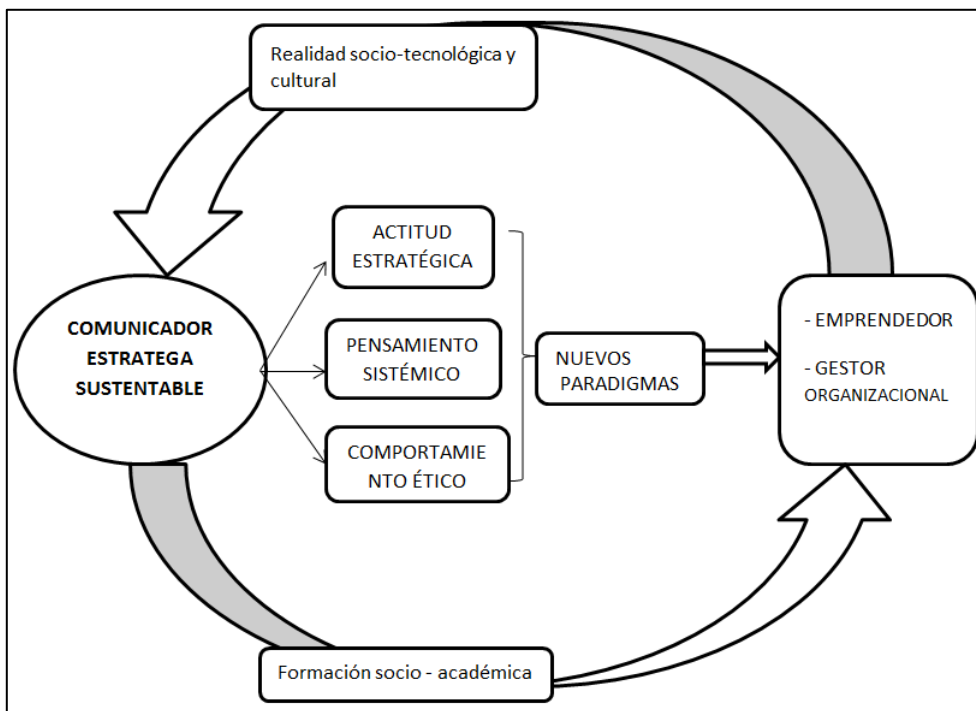 Realidad socio-tecnológica y
cultural
ACTITUD
ESTRATÉGICA
COMUNICADOR
ESTRATEGA
SUSTENTABLE
PENSAMIENTO
SISTÉMICO
NUEVOS
PARADIGMAS
- EMPRENDEDOR
- GESTOR
ORGANIZACIONAL
COMPORTAMIE
NTO ÉTICO
Formación socio - académica